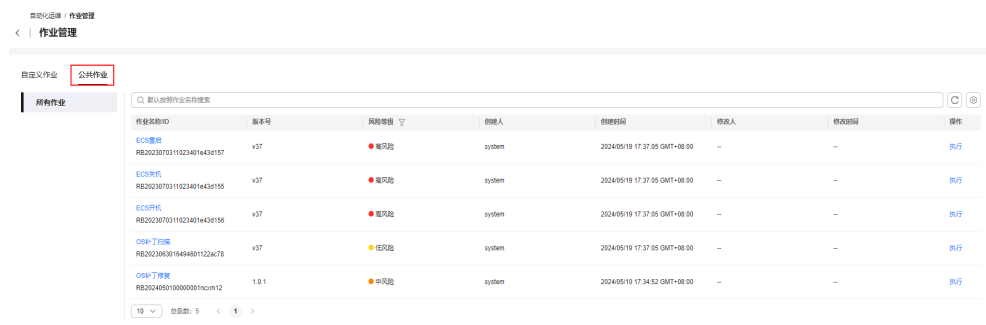 自动化运维 / 作业管理
作业管理
自定义作业 公共作业
所有作业
默认按照作业名称搜索
作业名称/ID 版本号 风险等级 创建人 创建时间 修改人 修改时间 操作
ECS重启
RB2023070311023401e43d157 v37 高风险 system 2024/05/19 17:37:05 GMT+08:00 -- -- 执行
ECS关机
RB2023070311023401e43d155 v37 高风险 system 2024/05/19 17:37:05 GMT+08:00 -- -- 执行
ECS开机
RB2023070311023401e43d156 v37 高风险 system 2024/05/19 17:37:05 GMT+08:00 -- -- 执行
OS补丁扫描
RB2023063016494601122ac78 v37 低风险 system 2024/05/19 17:37:05 GMT+08:00 -- -- 执行
OS补丁修复
RB2024050100000001ncxm12 1.0.1 中风险 system 2024/05/10 17:34:52 GMT+08:00 -- -- 执行
10 总条数: 5 < 1 >